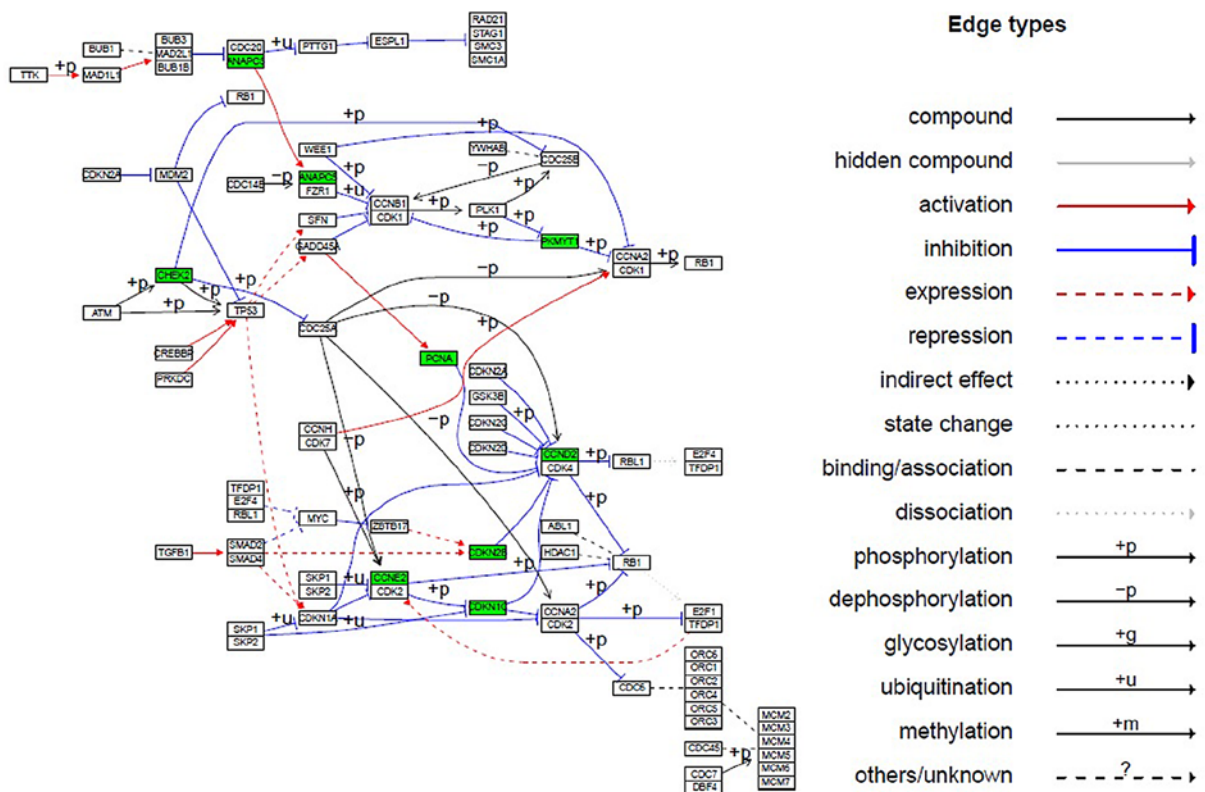 Edge types
compound
hidden compound
activation
inhibition
expression
repression
indirect effect
state change
binding/association
dissociation
phosphorylation
+p
dephosphorylation
−p
glycosylation
+g
ubiquitination
+u
methylation
+m
others/unknown
?
RAD21
STAG1
SMC3
SMC1A
BUB1
BUB3
MAD2L1
BUB1B
CDC20
ANAPC5
+u
PTTG1
ESPL1
TTK
+p
MAD1L1
RB1
+p
+p
WEE1
YWHAB
CDC25B
CDKN2A
MDM2
+p
−p
CDC14B
−p
ANAPC5
FZR1
+u
CCNB1
CDK1
+p
PLK1
+p
SFN
+p
GADD45A
PKMYT1
+p
CCNA2
CDK1
+p
RB1
CHEK2
+p
+p
+p
−p
ATM
+p
TP53
−p
CDC25A
+p
CREBBP
PCNA
PRKDC
CDKN2A
GSK3B
+p
−p
CCNH
CDK7
−p
CDKN2C
CDKN2D
CCND2
CDK4
+p
RBL1
E2F4
TFDP1
TFDP1
E2F4
RBL1
+p
+p
MYC
ZBTB17
ABL1
TGFB1
SMAD2
SMAD4
CDKN2B
HDAC1
RB1
+p
SKP1
SKP2
+u
CCNE2
CDK2
+p
+p
CDKN1C
CCNA2
CDK2
+p
E2F1
TFDP1
CDKN1A
+u
+u
SKP1
SKP2
+p
ORC6
ORC1
ORC2
ORC4
ORC5
ORC3
CDC6
MCM2
MCM3
MCM4
MCM5
MCM6
MCM7
CDC45
+p
CDC7
DBF4